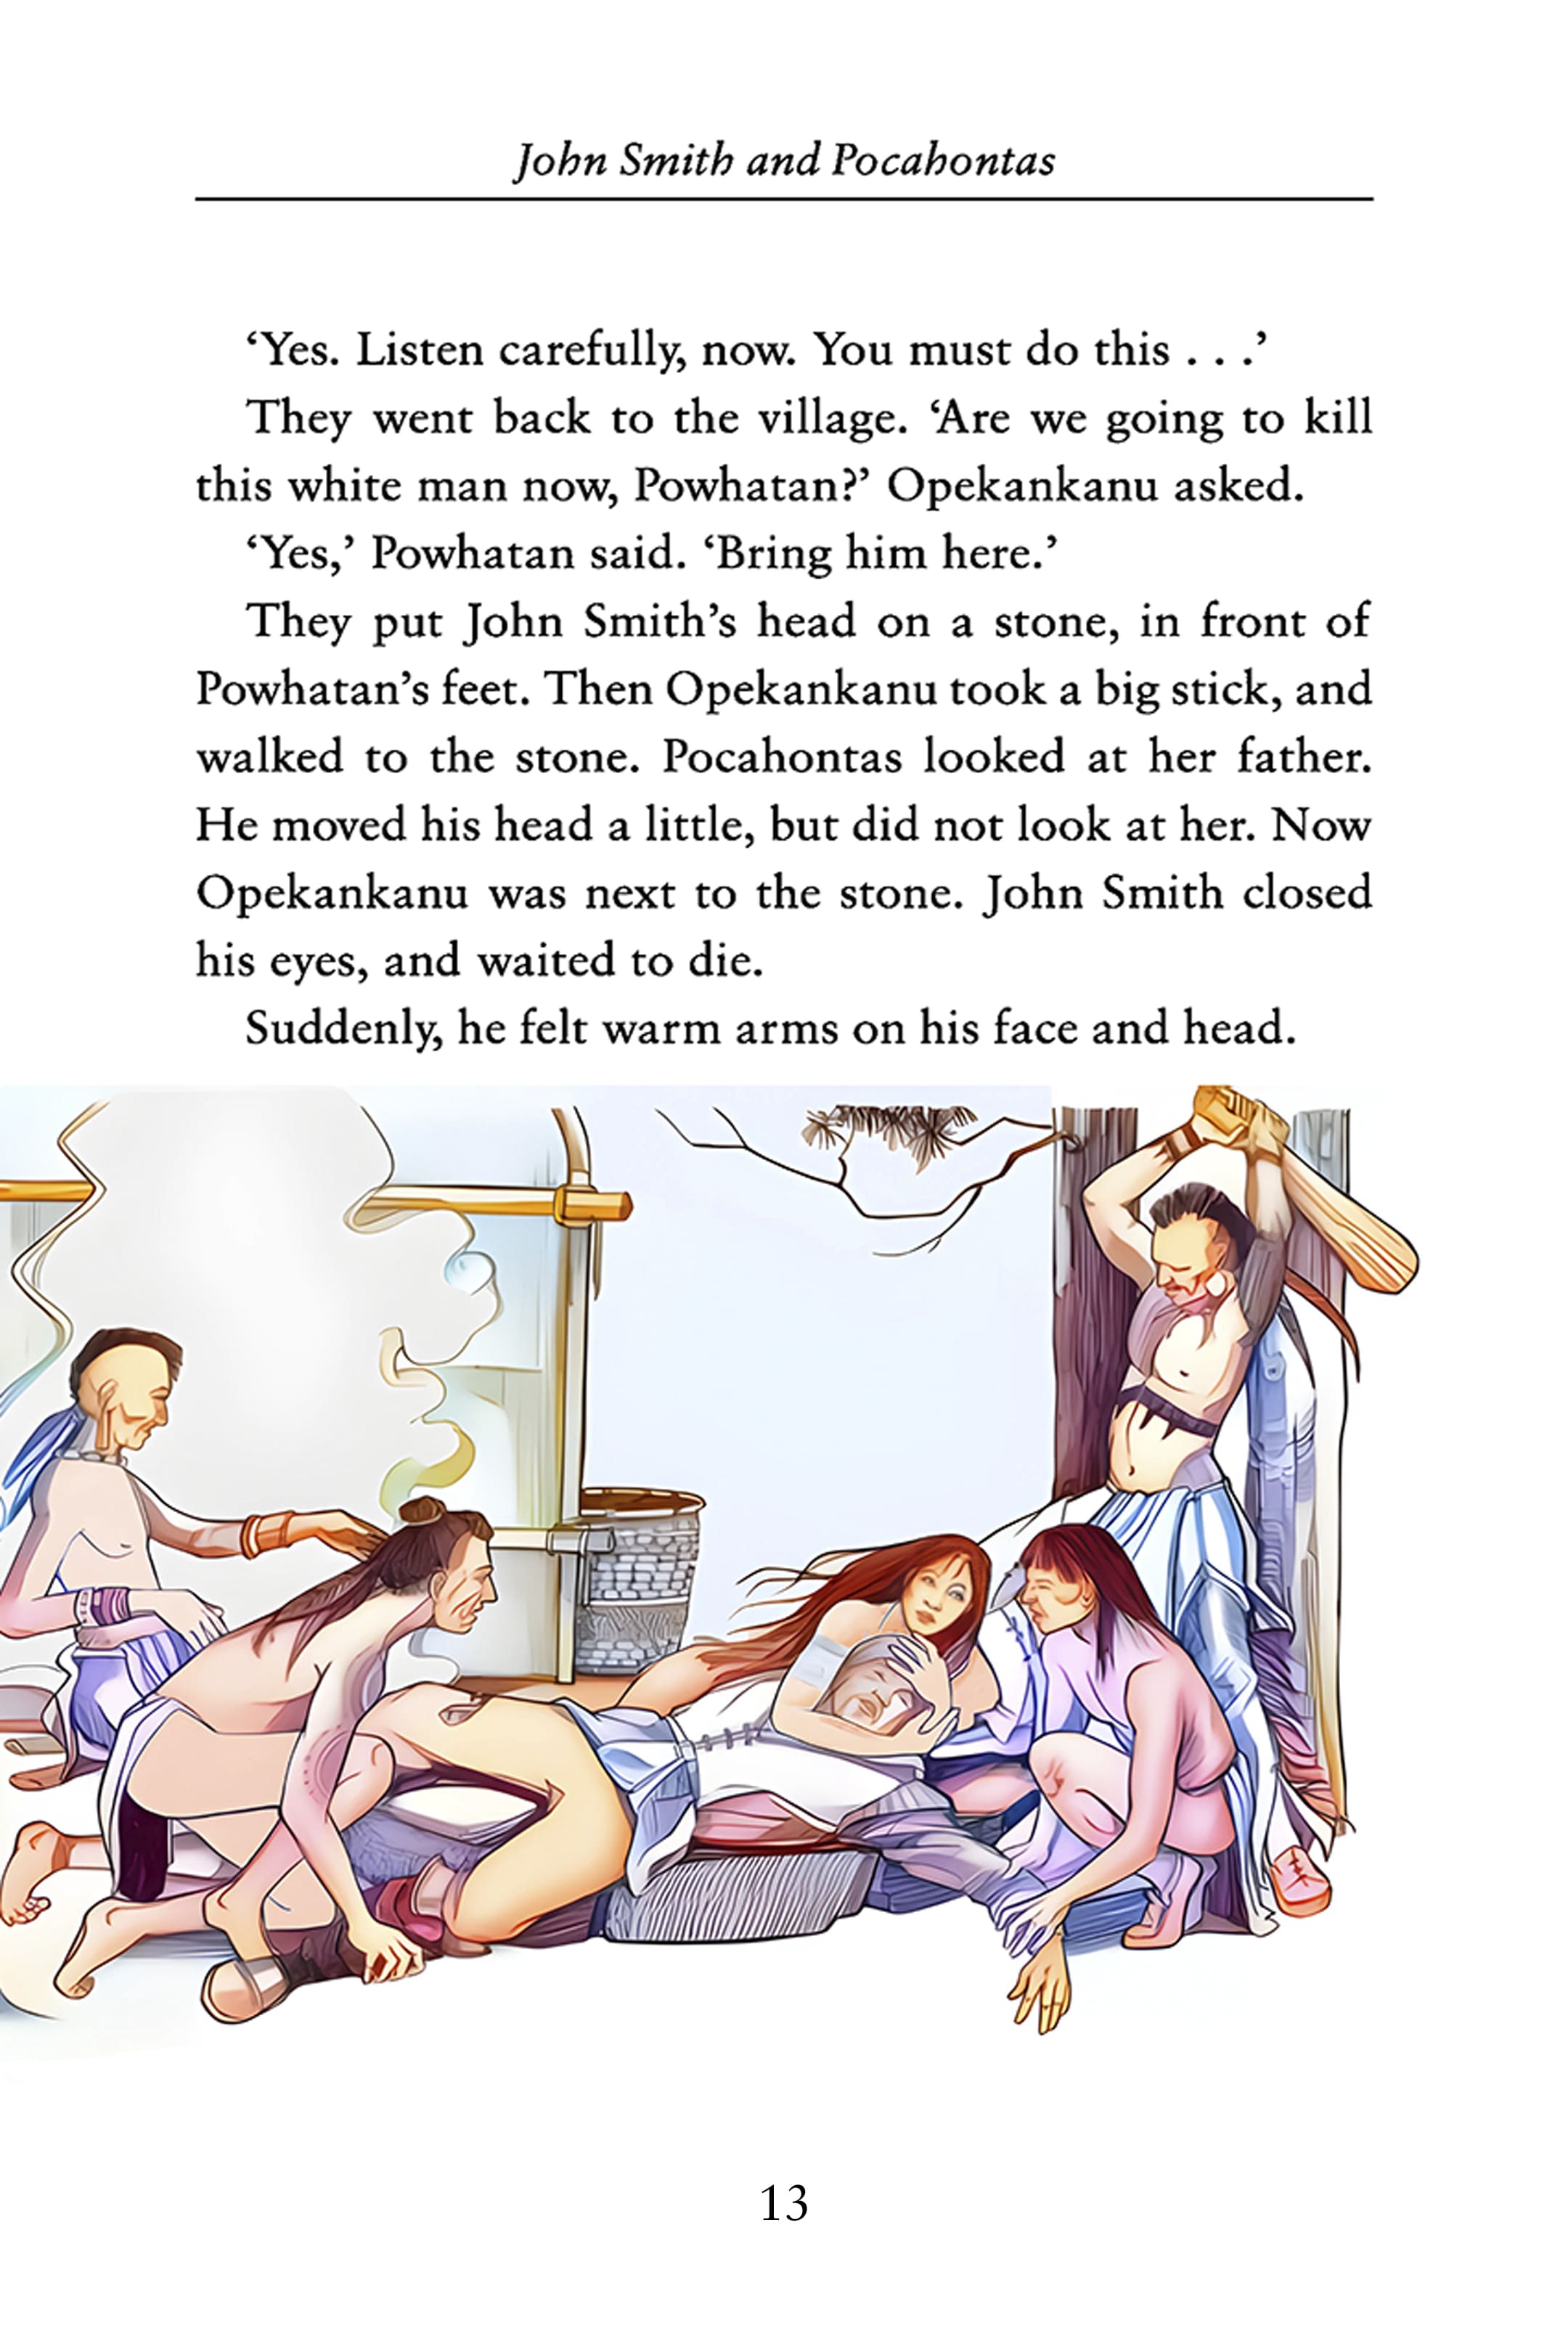 John Smith and Pocahontas
‘Yes. Listen carefully, now. You must do this . . .’
They went back to the village. ‘Are we going to kill
this white man now, Powhatan?’ Opekankanu asked.
‘Yes,’ Powhatan said. ‘Bring him here.’
They put John Smith’s head on a stone, in front of
Powhatan’s feet. Then Opekankanu took a big stick, and
walked to the stone. Pocahontas looked at her father.
He moved his head a little, but did not look at her. Now
Opekankanu was next to the stone. John Smith closed
his eyes, and waited to die.
Suddenly, he felt warm arms on his face and head.
13